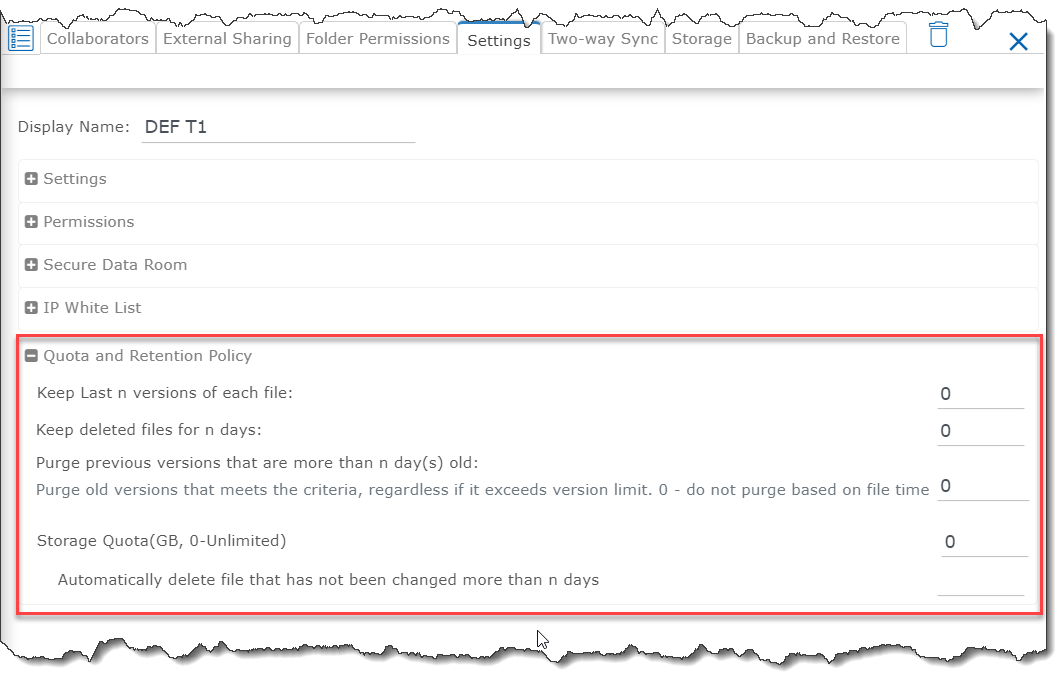 Collaborators External Sharing Folder Permissions Settings Two-way Sync Storage Backup and Restore
Display Name: DEF T1
Settings
Permissions
Secure Data Room
IP White List
Quota and Retention Policy
Keep Last n versions of each file: 0
Keep deleted files for n days: 0
Purge previous versions that are more than n day(s) old:
Purge old versions that meets the criteria, regardless if it exceeds version limit. 0 - do not purge based on file time 0
Storage Quota(GB, 0-Unlimited) 0
Automatically delete file that has not been changed more than n days